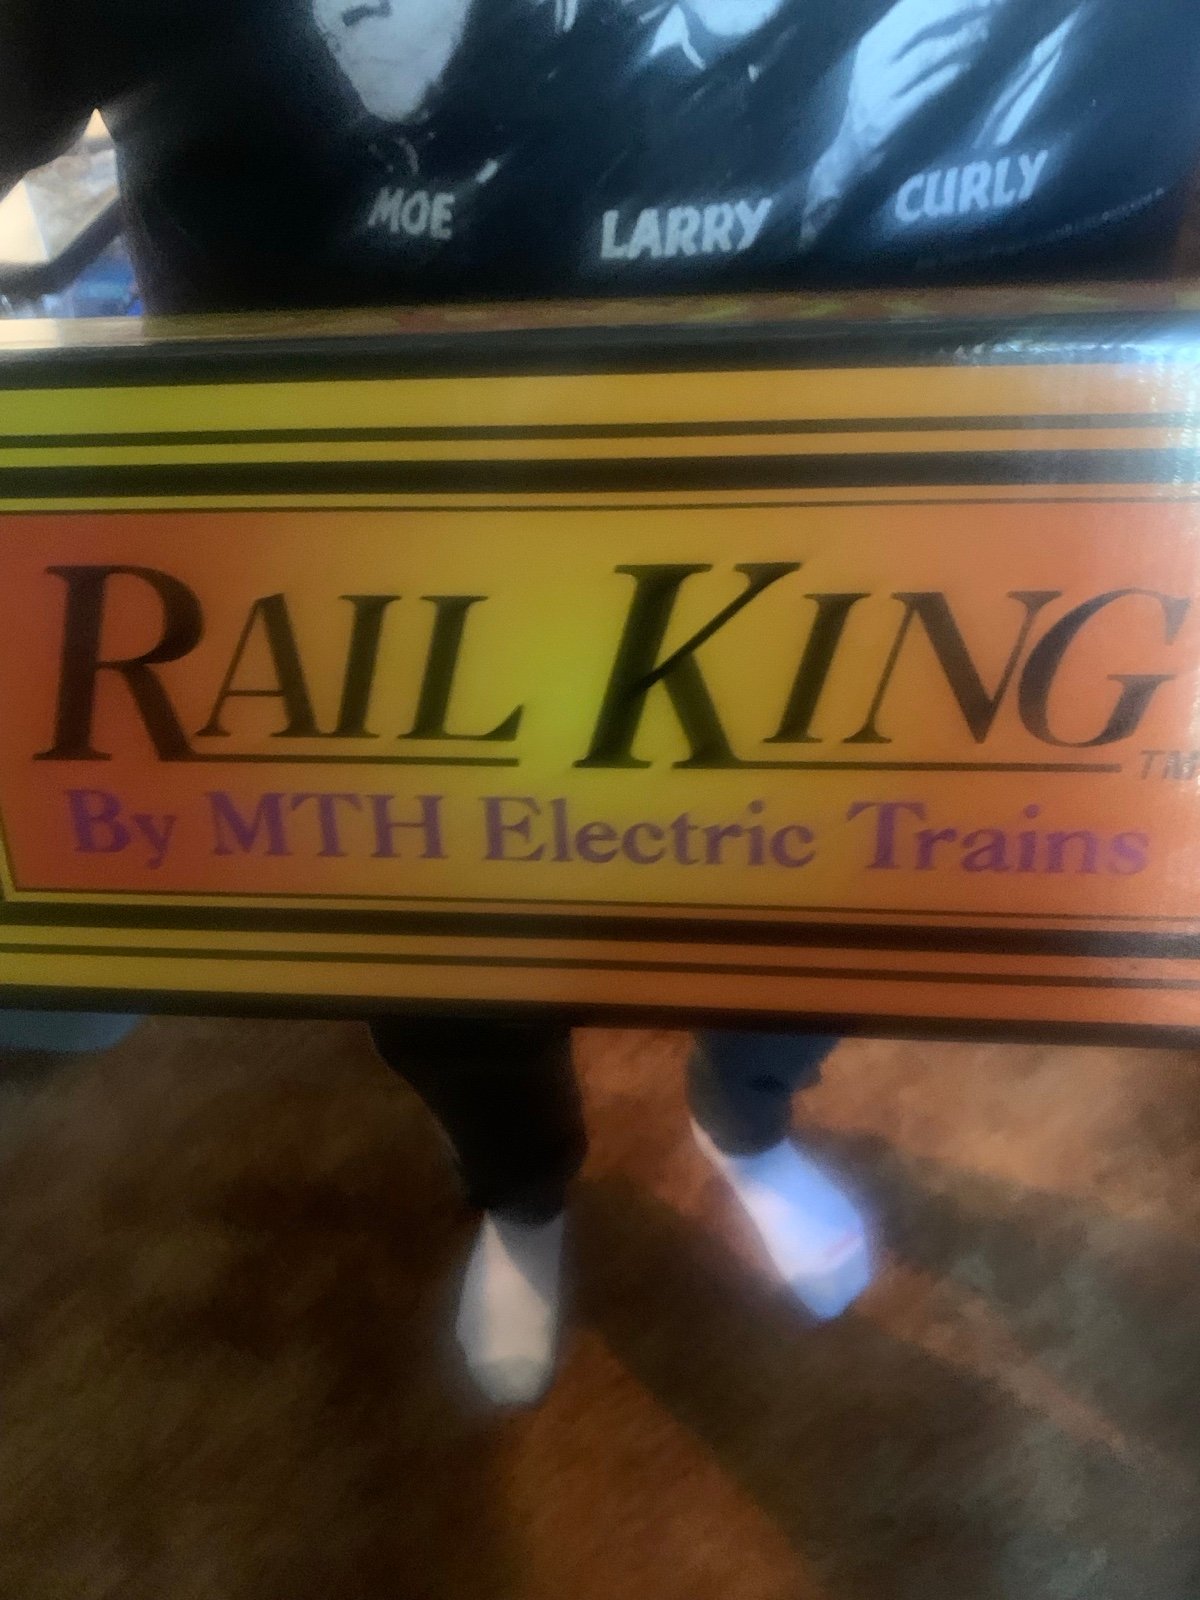 MOE LARRY CURLY
RAIL KING TM
By MTH Electric Trains